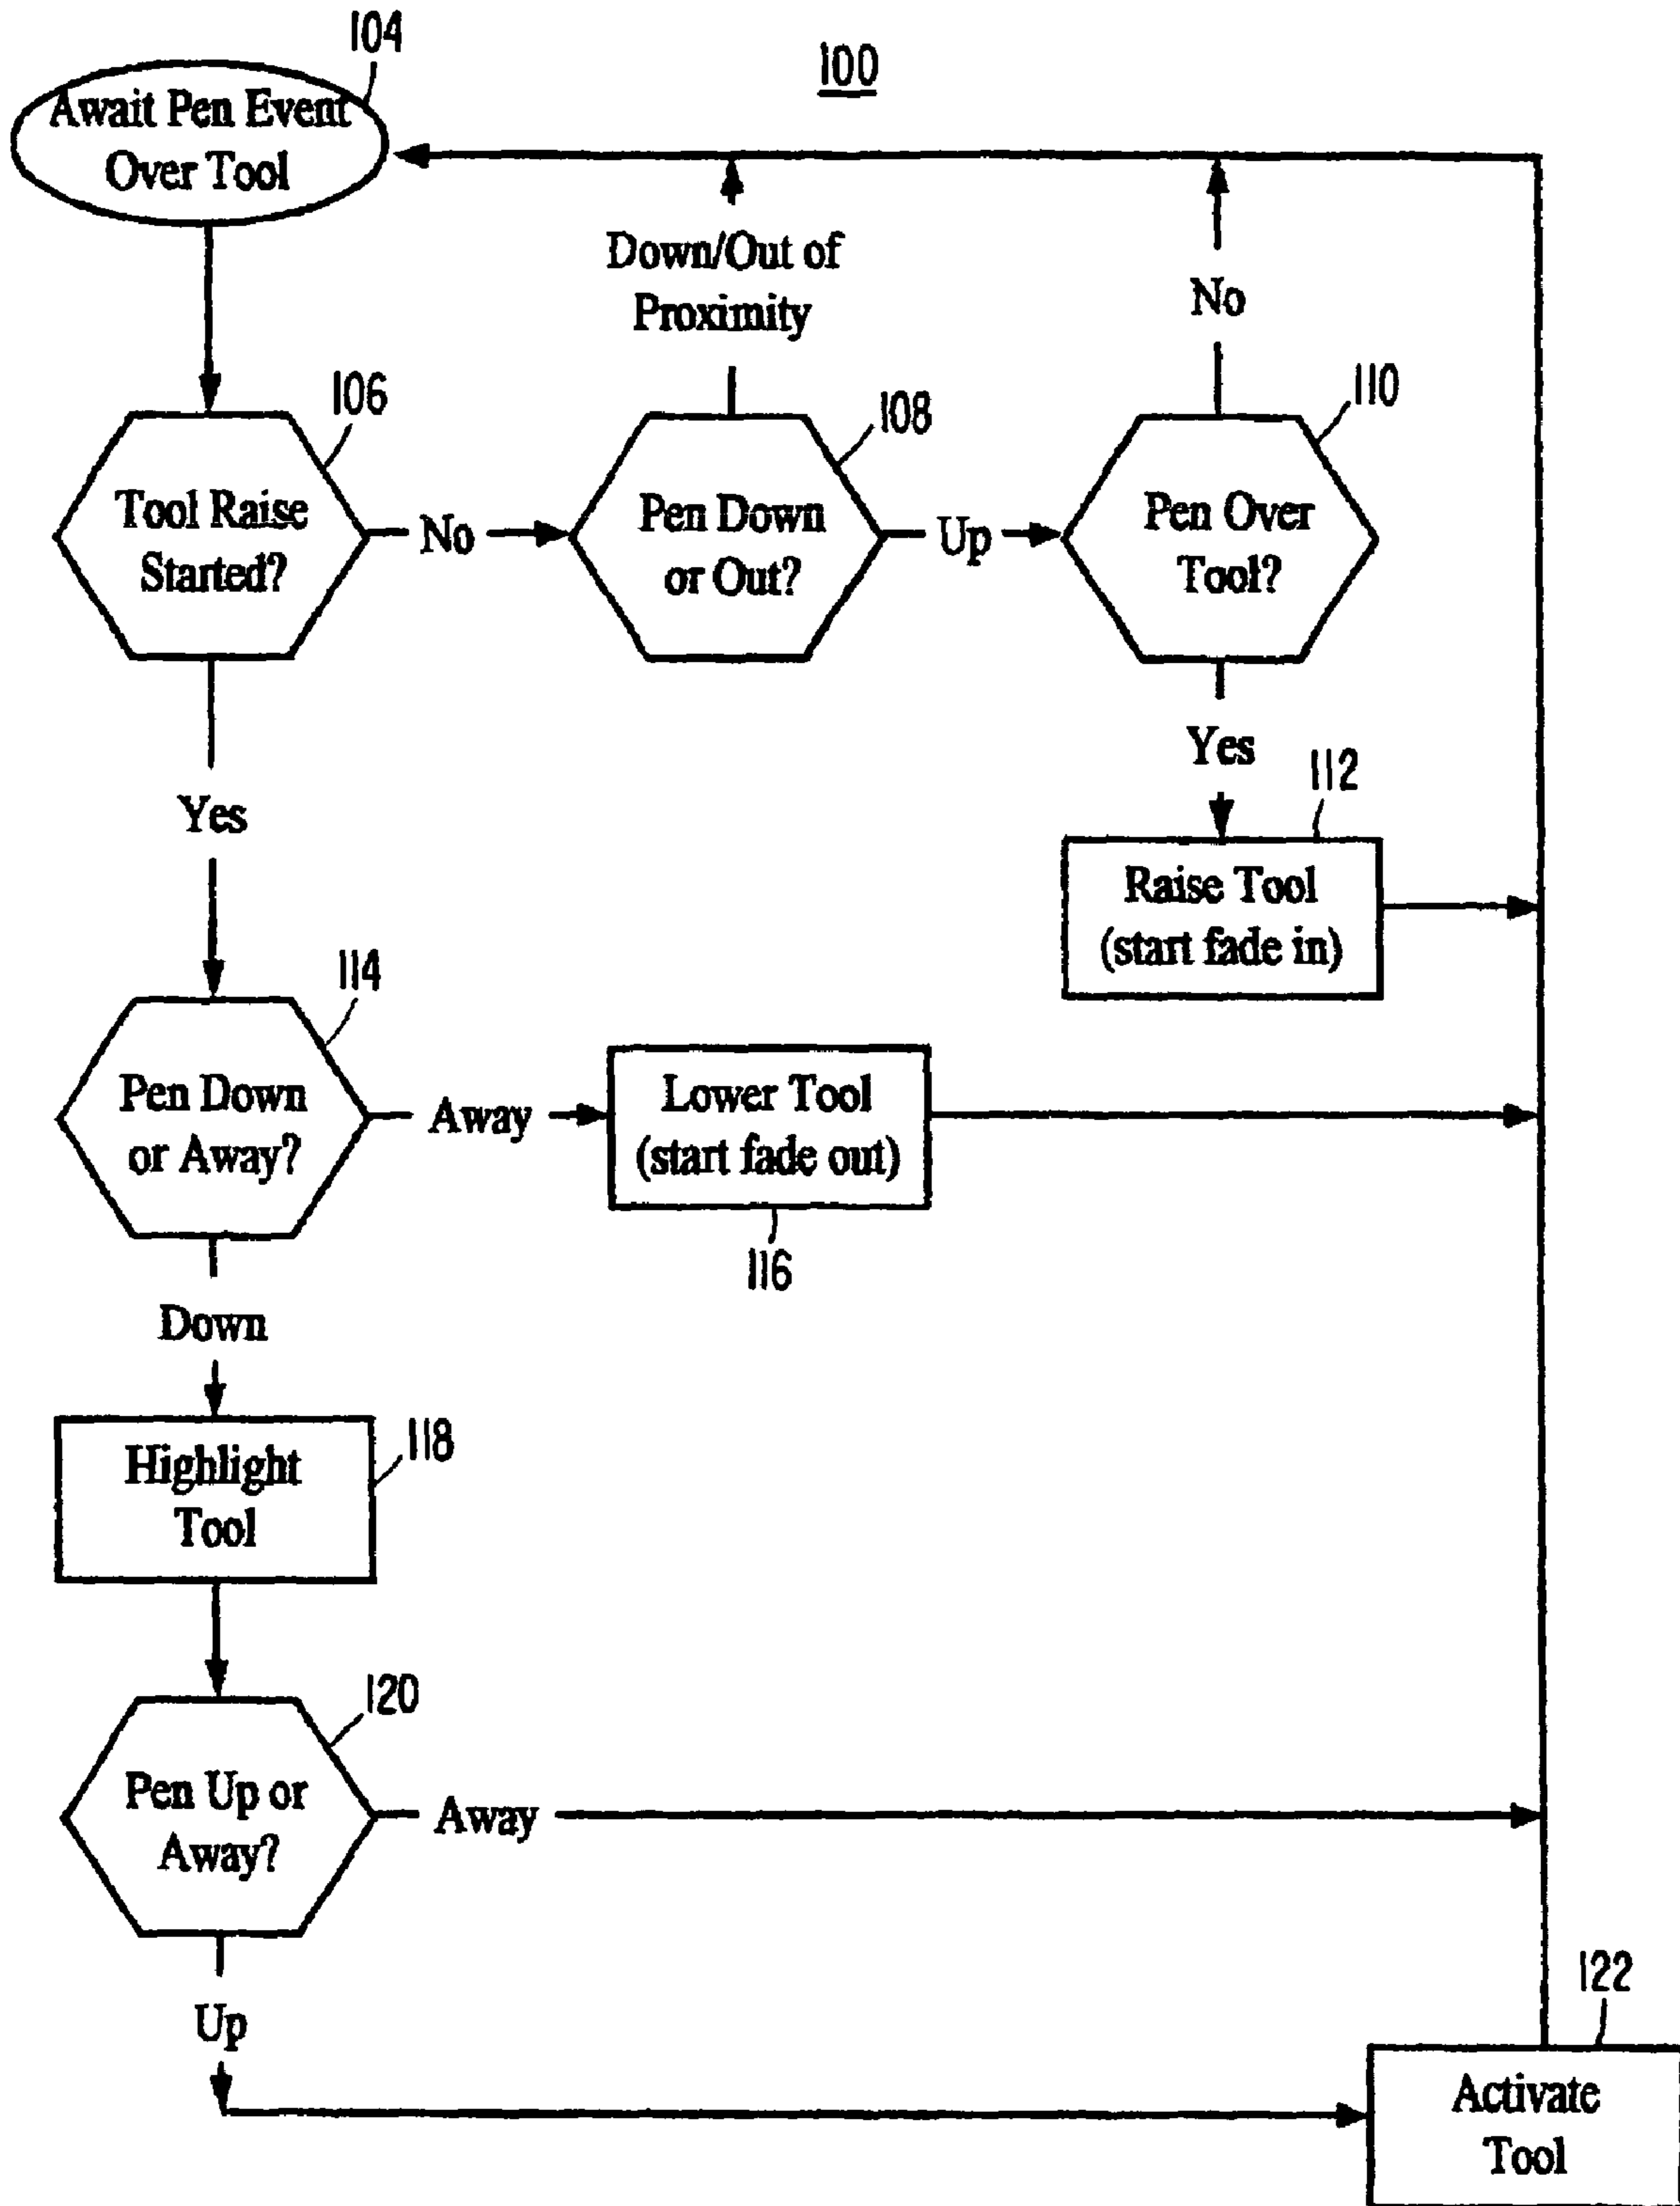 104
100
Await Pen Event
Over Tool
Down/Out of
Proximity
No
106
108
110
Tool Raise
Started?
No
Pen Down
or Out?
Up
Pen Over
Tool?
Yes
Yes
112
Raise Tool
(start fade in)
114
Pen Down
or Away?
Away
Lower Tool
(start fade out)
116
Down
118
Highlight
Tool
120
Pen Up or
Away?
Away
Up
122
Activate
Tool